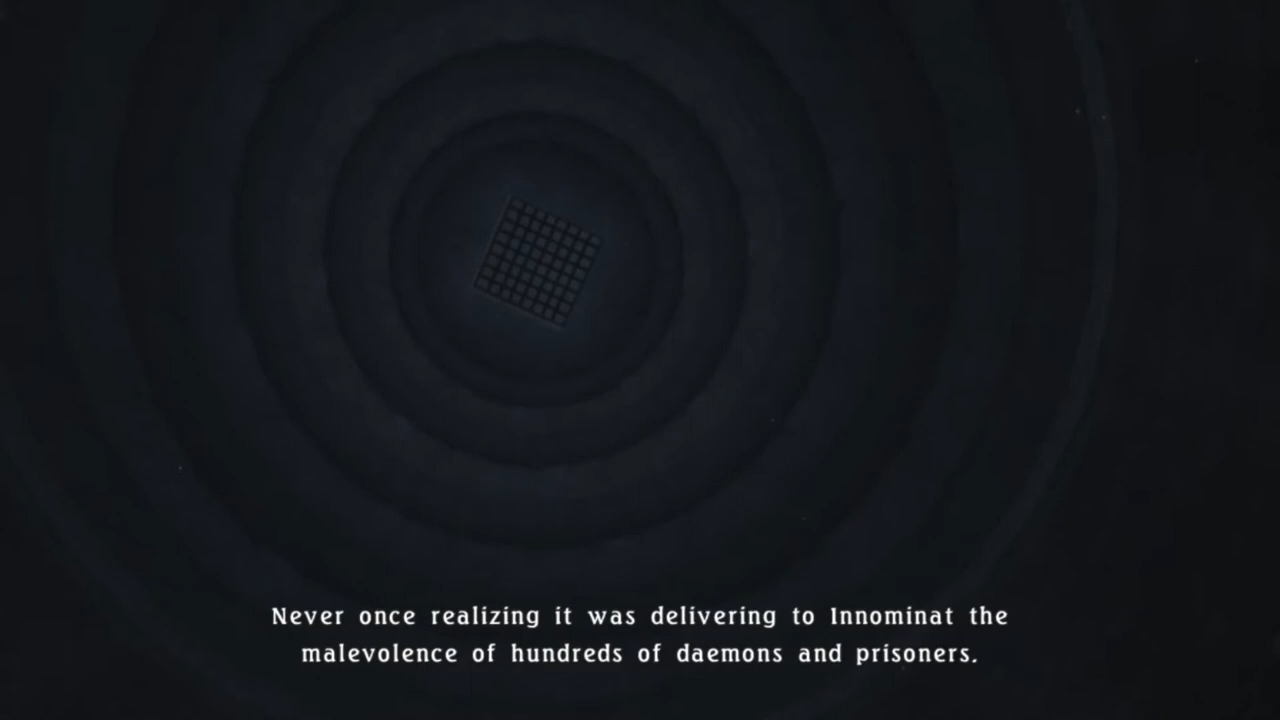 Never once realizing it was delivering to Innominat the
malevolence of hundreds of daemons and prisoners.